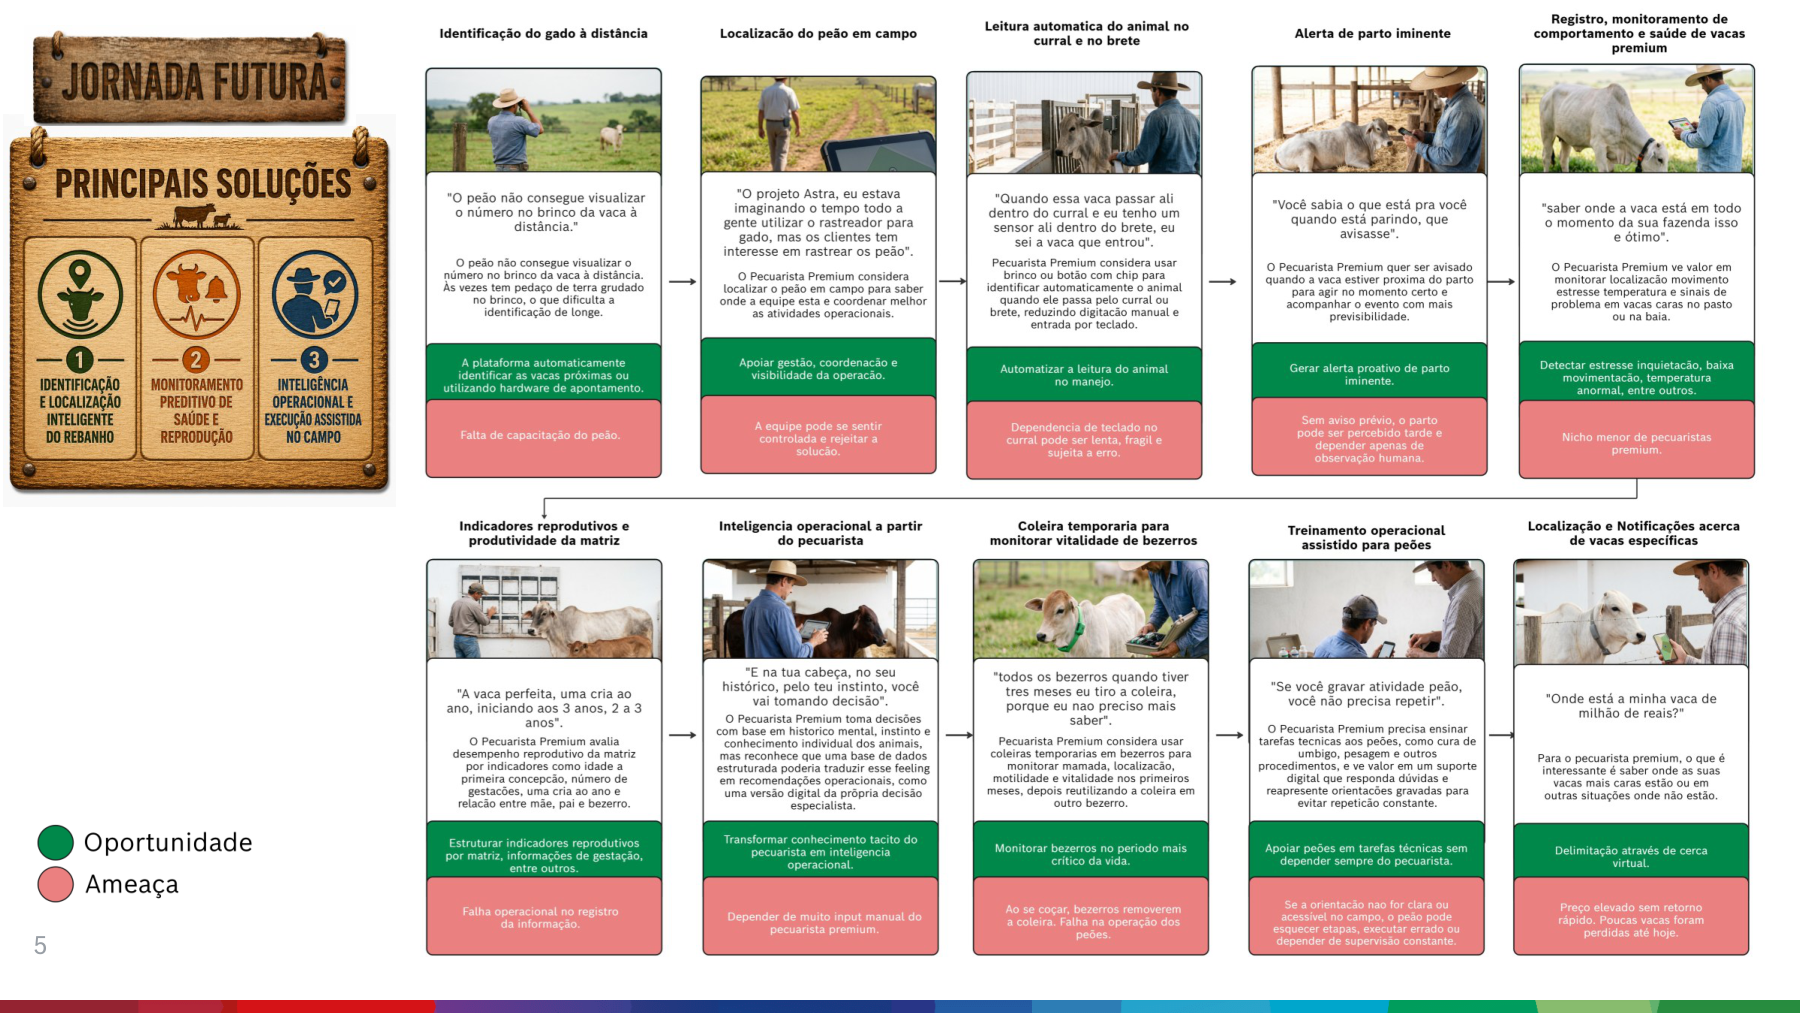 JORNADA FUTURA
PRINCIPAIS SOLUÇÕES
1
IDENTIFICAÇÃO
E LOCALIZAÇÃO
INTELIGENTE
DO REBANHO
2
MONITORAMENTO
PREDITIVO DE
SAÚDE E
REPRODUÇÃO
3
INTELIGÊNCIA
OPERACIONAL E
EXECUÇÃO ASSISTIDA
NO CAMPO
Identificação do gado à distância
"O peão não consegue visualizar
o número no brinco da vaca à
distância."
O peão não consegue visualizar o
número no brinco da vaca à distância.
Às vezes tem pedaço de terra grudado
no brinco, o que dificulta a
identificação de longe.
A plataforma automaticamente
identificar as vacas próximas ou
utilizando hardware de apontamento.
Falta de capacitação do peão.
Localizacão do peão em campo
"O projeto Astra, eu estava
imaginando o tempo todo a
gente utilizar o rastreador para
gado, mas os clientes tem
interesse em rastrear os peão".
O Pecuarista Premium considera
localizar o peão em campo para saber
onde a equipe esta e coordenar melhor
as atividades operacionais.
Apoiar gestão, coordenacão e
visibilidade da operacão.
A equipe pode se sentir
controlada e rejeitar a
solucão.
Leitura automatica do animal no
curral e no brete
"Quando essa vaca passar ali
dentro do curral e eu tenho um
sensor ali dentro do brete, eu
sei a vaca que entrou".
Pecuarista Premium considera usar
brinco ou botão com chip para
identificar automaticamente o animal
quando ele passa pelo curral ou
brete, reduzindo digitacão manual e
entrada por teclado.
Automatizar a leitura do animal
no manejo.
Dependencia de teclado no
curral pode ser lenta, fragil e
sujeita a erro.
Alerta de parto iminente
"Você sabia o que está pra você
quando está parindo, que
avisasse".
O Pecuarista Premium quer ser avisado
quando a vaca estiver proxima do parto
para agir no momento certo e
acompanhar o evento com mais
previsibilidade.
Gerar alerta proativo de parto
iminente.
Sem aviso prévio, o parto
pode ser percebido tarde e
depender apenas de
observação humana.
Registro, monitoramento de
comportamento e saúde de vacas
premium
"saber onde a vaca está em todo
o momento da sua fazenda isso
e ótimo".
O Pecuarista Premium ve valor em
monitorar localizacão movimento
estresse temperatura e sinais de
problema em vacas caras no pasto
ou na baia.
Detectar estresse inquietacão, baixa
movimentacão, temperatura
anormal, entre outros.
Nicho menor de pecuaristas
premium.
Indicadores reprodutivos e
produtividade da matriz
"A vaca perfeita, uma cria ao
ano, iniciando aos 3 anos, 2 a 3
anos".
O Pecuarista Premium avalia
desempenho reprodutivo da matriz
por indicadores como idade a
primeira concepcão, número de
gestacões, uma cria ao ano e
relacão entre mãe, pai e bezerro.
Estruturar indicadores reprodutivos
por matriz, informações de gestação,
entre outros.
Falha operacional no registro
da informação.
Inteligencia operacional a partir
do pecuarista
"E na tua cabeça, no seu
histórico, pelo teu instinto, você
vai tomando decisão".
O Pecuarista Premium toma decisões
com base em historico mental, instinto e
conhecimento individual dos animais,
mas reconhece que uma base de dados
estruturada poderia traduzir esse feeling
em recomendações operacionais, como
uma versão digital da própria decisão
especialista.
Transformar conhecimento tacito do
pecuarista em inteligencia
operacional.
Depender de muito input manual do
pecuarista premium.
Coleira temporaria para
monitorar vitalidade de bezerros
"todos os bezerros quando tiver
tres meses eu tiro a coleira,
porque eu nao preciso mais
saber".
Pecuarista Premium considera usar
coleiras temporarias em bezerros para
monitorar mamada, localização,
motilidade e vitalidade nos primeiros
meses, depois reutilizando a coleira em
outro bezerro.
Monitorar bezerros no periodo mais
crítico da vida.
Ao se coçar, bezerros removerem
a coleira. Falha na operação dos
peões.
Treinamento operacional
assistido para peões
"Se você gravar atividade peão,
você não precisa repetir".
O Pecuarista Premium precisa ensinar
tarefas tecnicas aos peões, como cura de
umbigo, pesagem e outros
procedimentos, e ve valor em um suporte
digital que responda dúvidas e
reapresente orientacões gravadas para
evitar repeticão constante.
Apoiar peões em tarefas técnicas sem
depender sempre do pecuarista.
Se a orientacão nao for clara ou
acessível no campo, o peão pode
esquecer etapas, executar errado ou
depender de supervisão constante.
Localização e Notificações acerca
de vacas específicas
"Onde está a minha vaca de
milhão de reais?"
Para o pecuarista premium, o que é
interessante é saber onde as suas
vacas mais caras estão ou em
outras situações onde não estão.
Delimitação através de cerca
virtual.
Preço elevado sem retorno
rápido. Poucas vacas foram
perdidas até hoje.
Oportunidade
Ameaça
5